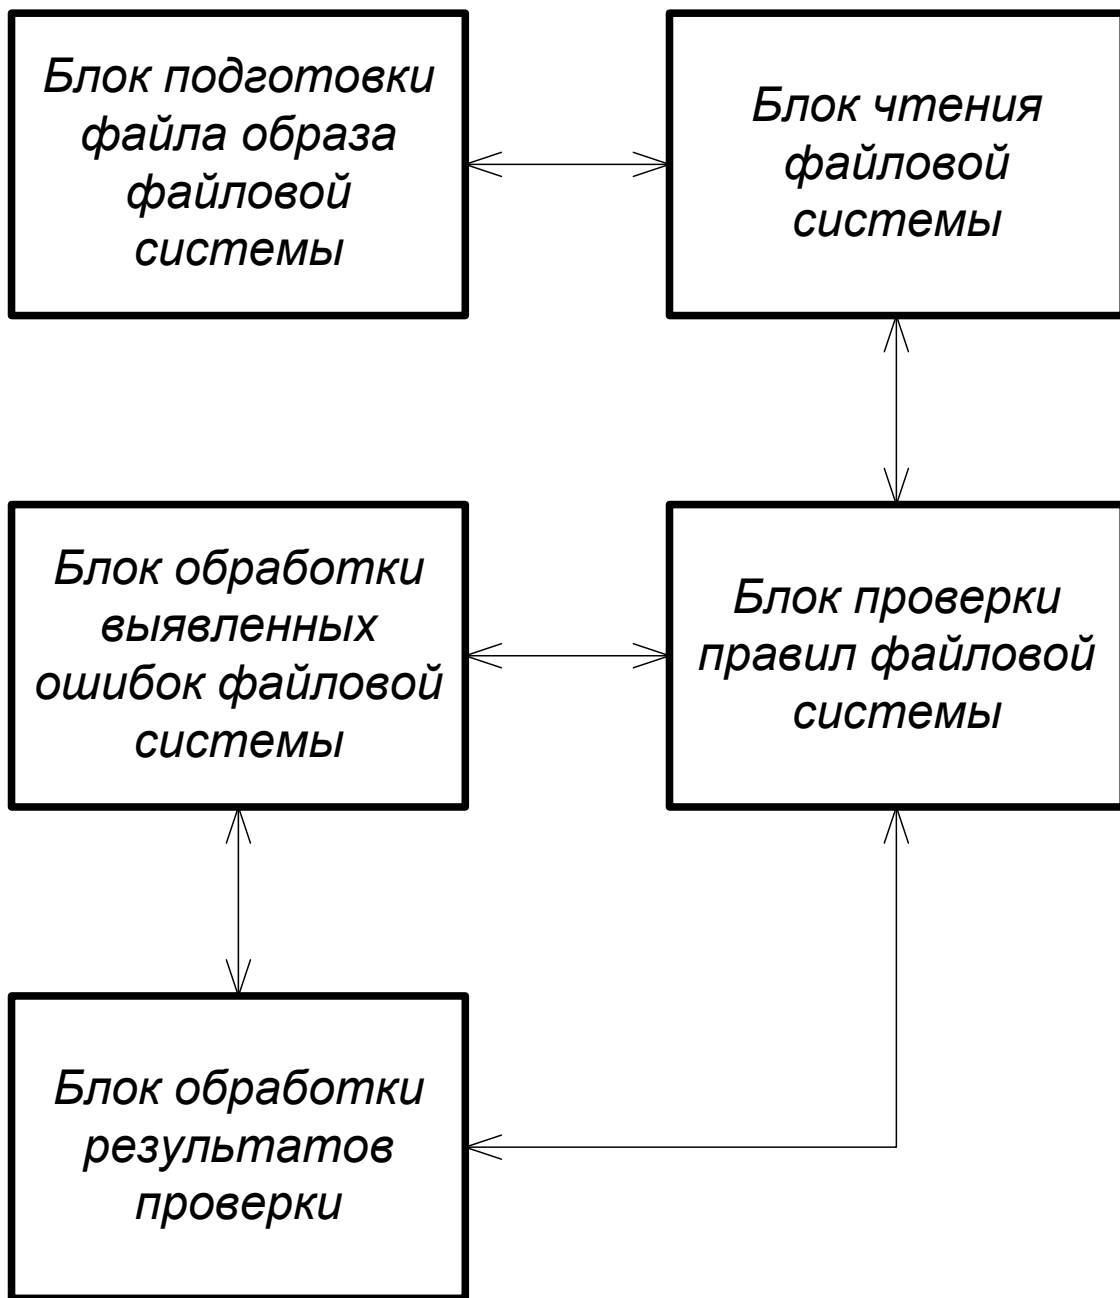 Блок подготовки
файла образа
файловой
системы
Блок чтения
файловой
системы
Блок обработки
выявленных
ошибок файловой
системы
Блок проверки
правил файловой
системы
Блок обработки
результатов
проверки